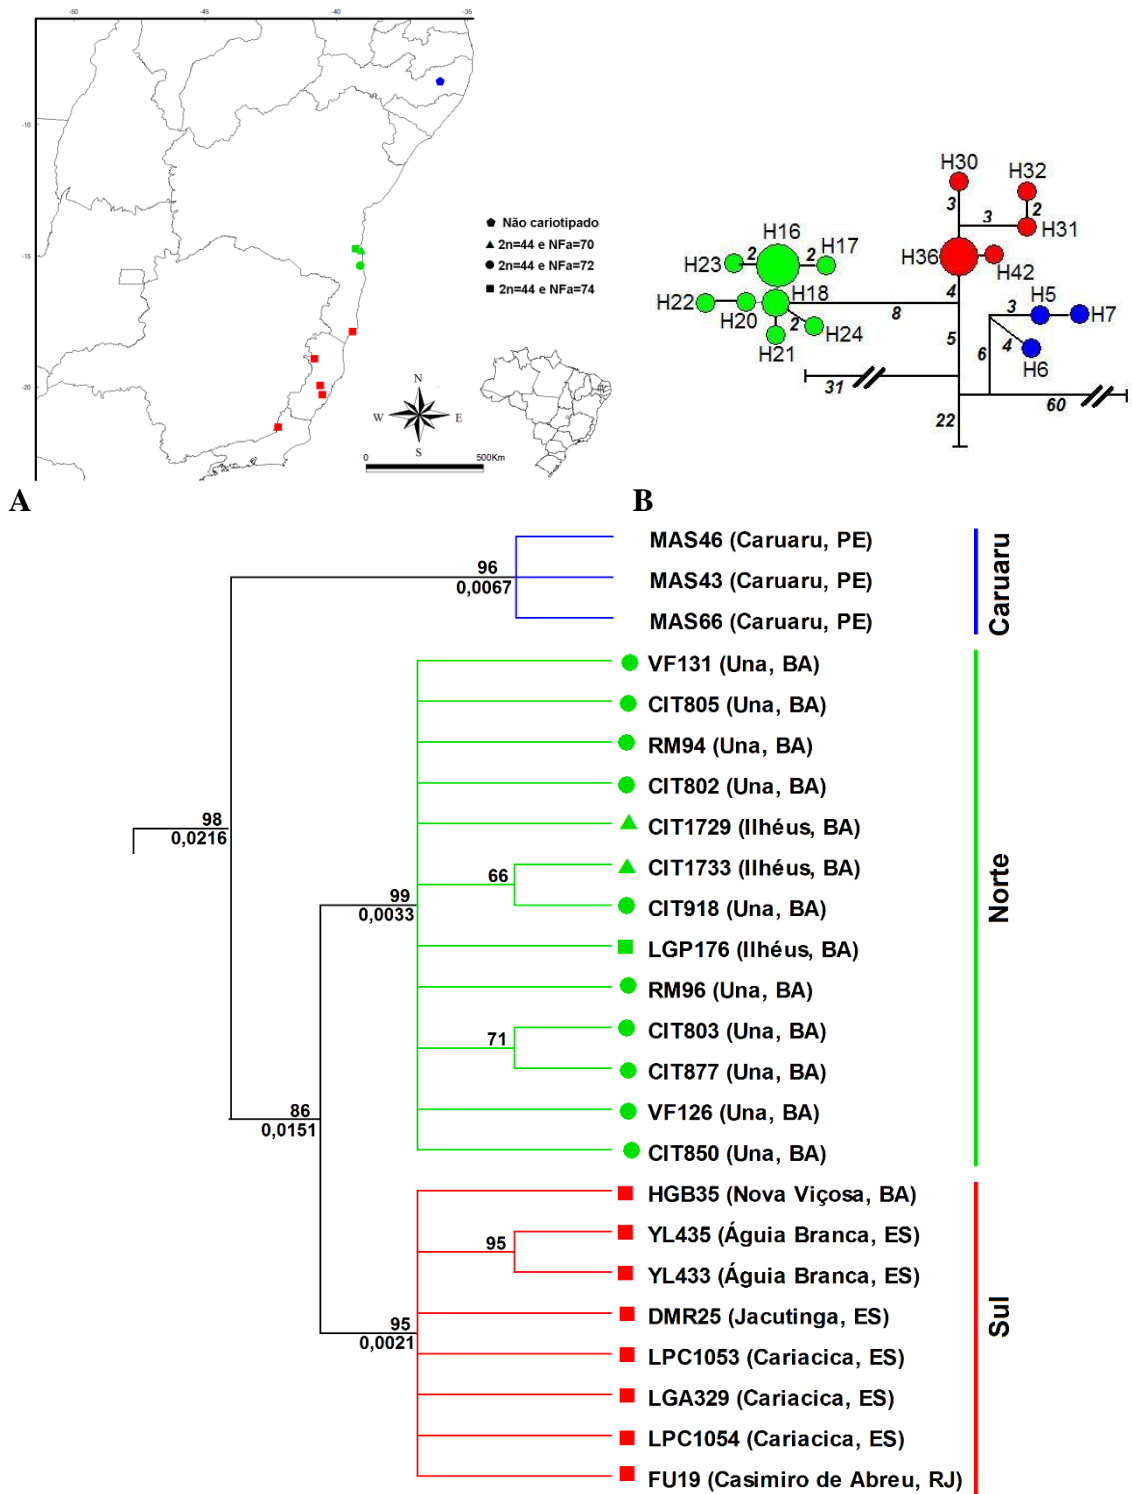 -50
-45
-40
-35
-10
-15
-20
Não cariotipado
2n=44 e NFa=70
2n=44 e NFa=72
2n=44 e NFa=74
N
W
E
S
0
500Km
H30
H32
3
3
2
H31
H16
H36
H42
H23
2
2
H17
4
H22
H18
H20
8
2
H24
H21
5
3
H5
H7
6
4
H6
31
60
22
A
B
MAS46 (Caruaru, PE)
96
MAS43 (Caruaru, PE)
0,0067
MAS66 (Caruaru, PE)
Caruaru
VF131 (Una, BA)
CIT805 (Una, BA)
RM94 (Una, BA)
CIT802 (Una, BA)
98
0,0216
CIT1729 (Ilhéus, BA)
CIT1733 (Ilhéus, BA)
66
99
0,0033
CIT918 (Una, BA)
Norte
LGP176 (Ilhéus, BA)
RM96 (Una, BA)
CIT803 (Una, BA)
71
CIT877 (Una, BA)
86
0,0151
VF126 (Una, BA)
CIT850 (Una, BA)
HGB35 (Nova Viçosa, BA)
YL435 (Águia Branca, ES)
95
YL433 (Águia Branca, ES)
DMR25 (Jacutinga, ES)
95
0,0021
Sul
LPC1053 (Cariacica, ES)
LGA329 (Cariacica, ES)
LPC1054 (Cariacica, ES)
FU19 (Casimiro de Abreu, RJ)